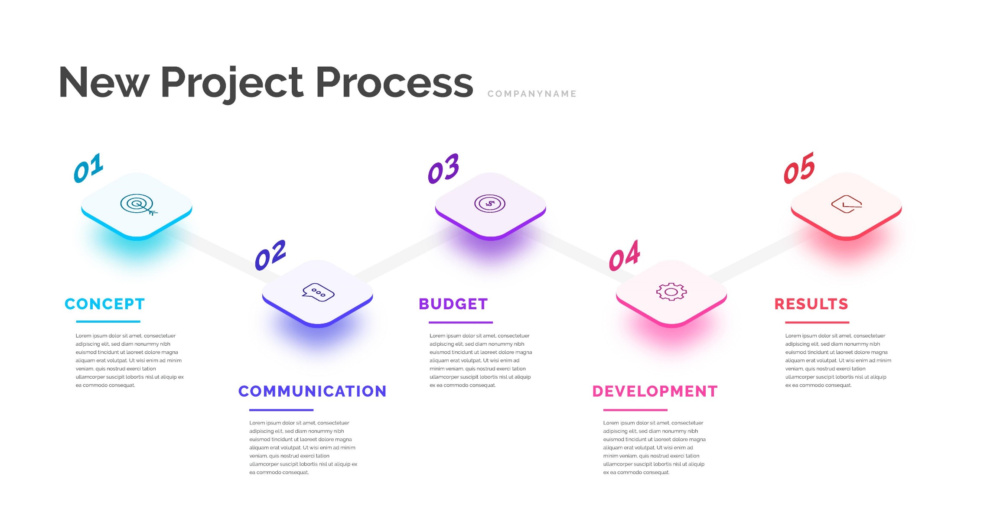 New Project Process COMPANYNAME
01
CONCEPT
Lorem ipsum dolor sit amet, consectetuer
adipiscing elit, sed diam nonummy nibh
euismod tincidunt ut laoreet dolore magna
aliquam erat volutpat. Ut wisi enim ad minim
veniam, quis nostrud exerci tation
ullamcorper suscipit lobortis nisl ut aliquip ex
ea commodo consequat.
02
COMMUNICATION
Lorem ipsum dolor sit amet, consectetuer
adipiscing elit, sed diam nonummy nibh
euismod tincidunt ut laoreet dolore magna
aliquam erat volutpat. Ut wisi enim ad minim
veniam, quis nostrud exerci tation
ullamcorper suscipit lobortis nisl ut aliquip ex
ea commodo consequat.
03
$
BUDGET
Lorem ipsum dolor sit amet, consectetuer
adipiscing elit, sed diam nonummy nibh
euismod tincidunt ut laoreet dolore magna
aliquam erat volutpat. Ut wisi enim ad
minim veniam, quis nostrud exerci tation
ullamcorper suscipit lobortis nisl ut aliquip
ex ea commodo consequat.
04
DEVELOPMENT
Lorem ipsum dolor sit amet, consectetuer
adipiscing elit, sed diam nonummy nibh
euismod tincidunt ut laoreet dolore magna
aliquam erat volutpat. Ut wisi enim ad
minim veniam, quis nostrud exerci tation
ullamcorper suscipit lobortis nisl ut aliquip
ex ea commodo consequat.
05
RESULTS
Lorem ipsum dolor sit amet, consectetuer
adipiscing elit, sed diam nonummy nibh
euismod tincidunt ut laoreet dolore magna
aliquam erat volutpat. Ut wisi enim ad minim
veniam, quis nostrud exerci tation
ullamcorper suscipit lobortis nisl ut aliquip
ex ea commodo consequat.